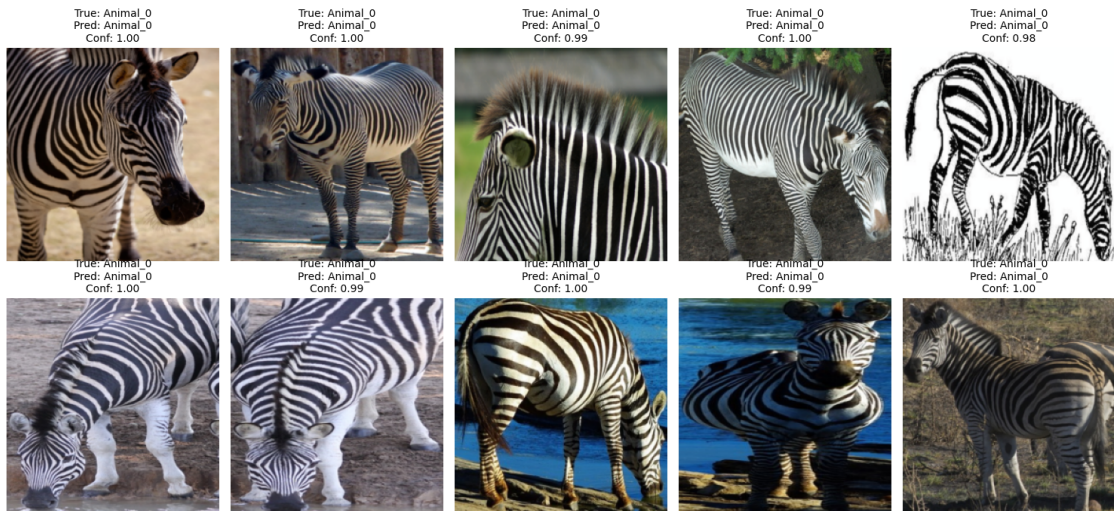 True: Animal_0 True: Animal_0 True: Animal_0 True: Animal_0 True: Animal_0
Pred: Animal_0 Pred: Animal_0 Pred: Animal_0 Pred: Animal_0 Pred: Animal_0
Conf: 1.00 Conf: 1.00 Conf: 0.99 Conf: 1.00 Conf: 0.98
True: Animal_0 True: Animal_0 True: Animal_0 True: Animal_0 True: Animal_0
Pred: Animal_0 Pred: Animal_0 Pred: Animal_0 Pred: Animal_0 Pred: Animal_0
Conf: 1.00 Conf: 0.99 Conf: 1.00 Conf: 0.99 Conf: 1.00